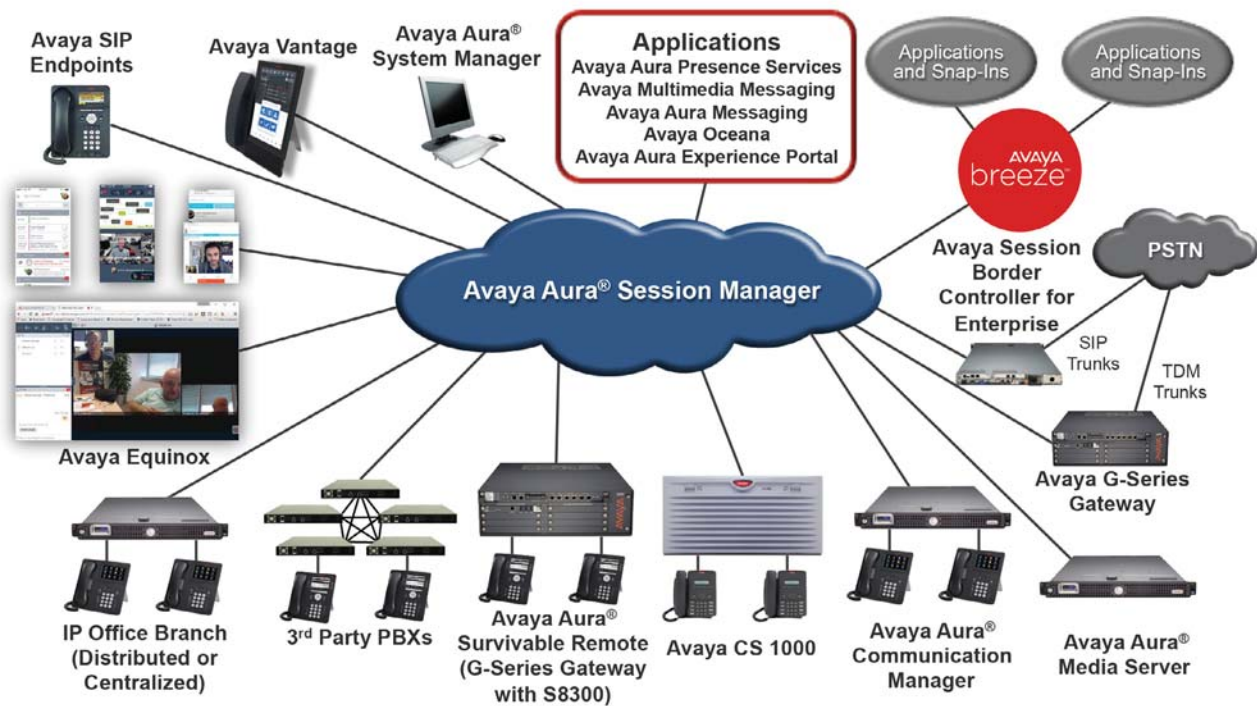 Avaya SIP
Endpoints
Avaya Vantage
Avaya Aura®
System Manager
Applications
Avaya Aura Presence Services
Avaya Multimedia Messaging
Avaya Aura Messaging
Avaya Oceana
Avaya Aura Experience Portal
Applications
and Snap-Ins
Applications
and Snap-Ins
AVAYA
breeze™
Avaya Aura® Session Manager
Avaya Session
Border
Controller for
Enterprise
PSTN
SIP
Trunks
TDM
Trunks
Avaya Equinox
Avaya G-Series
Gateway
IP Office Branch
(Distributed or
Centralized)
3rd Party PBXs
Avaya Aura®
Survivable Remote
(G-Series Gateway
with S8300)
Avaya CS 1000
Avaya Aura®
Communication
Manager
Avaya Aura®
Media Server